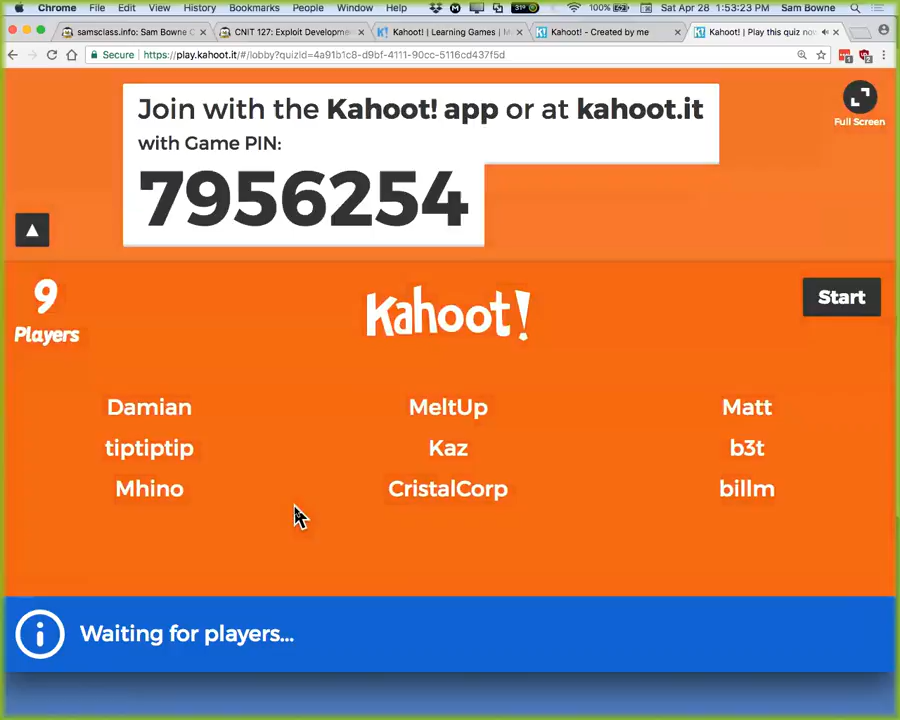 Chrome File Edit View History Bookmarks People Window Help 31° 100% Sat Apr 28 1:53:23 PM Sam Bowne
samsclass.info: Sam Bowne C
CNIT 127: Exploit Developmen
Kahoot! | Learning Games | M
Kahoot! - Created by me
Kahoot! | Play this quiz no
Secure https://play.kahoot.it/#/lobby?quizId=4a91b1c8-d9bf-4111-90cc-5116cd437f5d
Join with the Kahoot! app or at kahoot.it
with Game PIN:
7956254
Full Screen
9
Players
Kahoot!
Start
Damian MeltUp Matt
tiptiptip Kaz b3t
Mhino CristalCorp billm
Waiting for players...